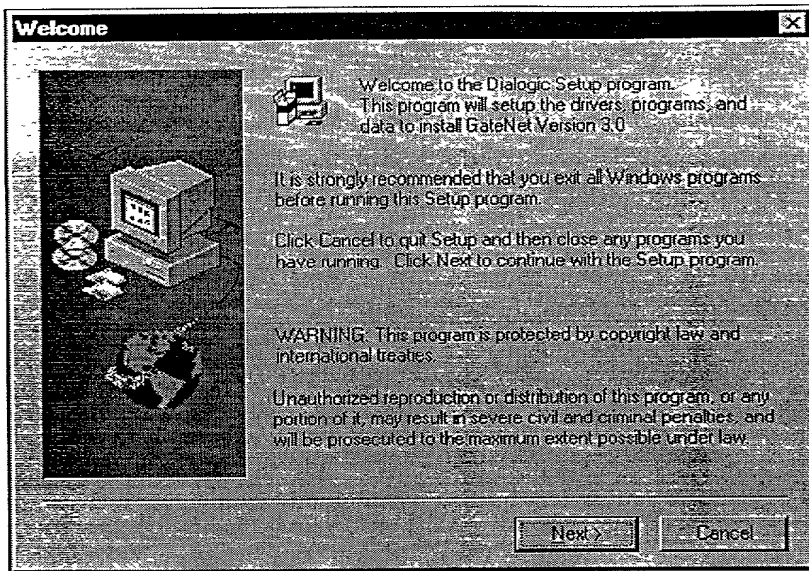 Welcome
Welcome to the Dialogic Setup program.
This program will setup the drivers, programs, and
data to install GateNet Version 3.0
It is strongly recommended that you exit all Windows programs
before running this Setup program.
Click Cancel to quit Setup and then close any programs you
have running. Click Next to continue with the Setup program.
WARNING: This program is protected by copyright law and
international treaties.
Unauthorized reproduction or distribution of this program, or any
portion of it, may result in severe civil and criminal penalties, and
will be prosecuted to the maximum extent possible under law.
Next >
Cancel